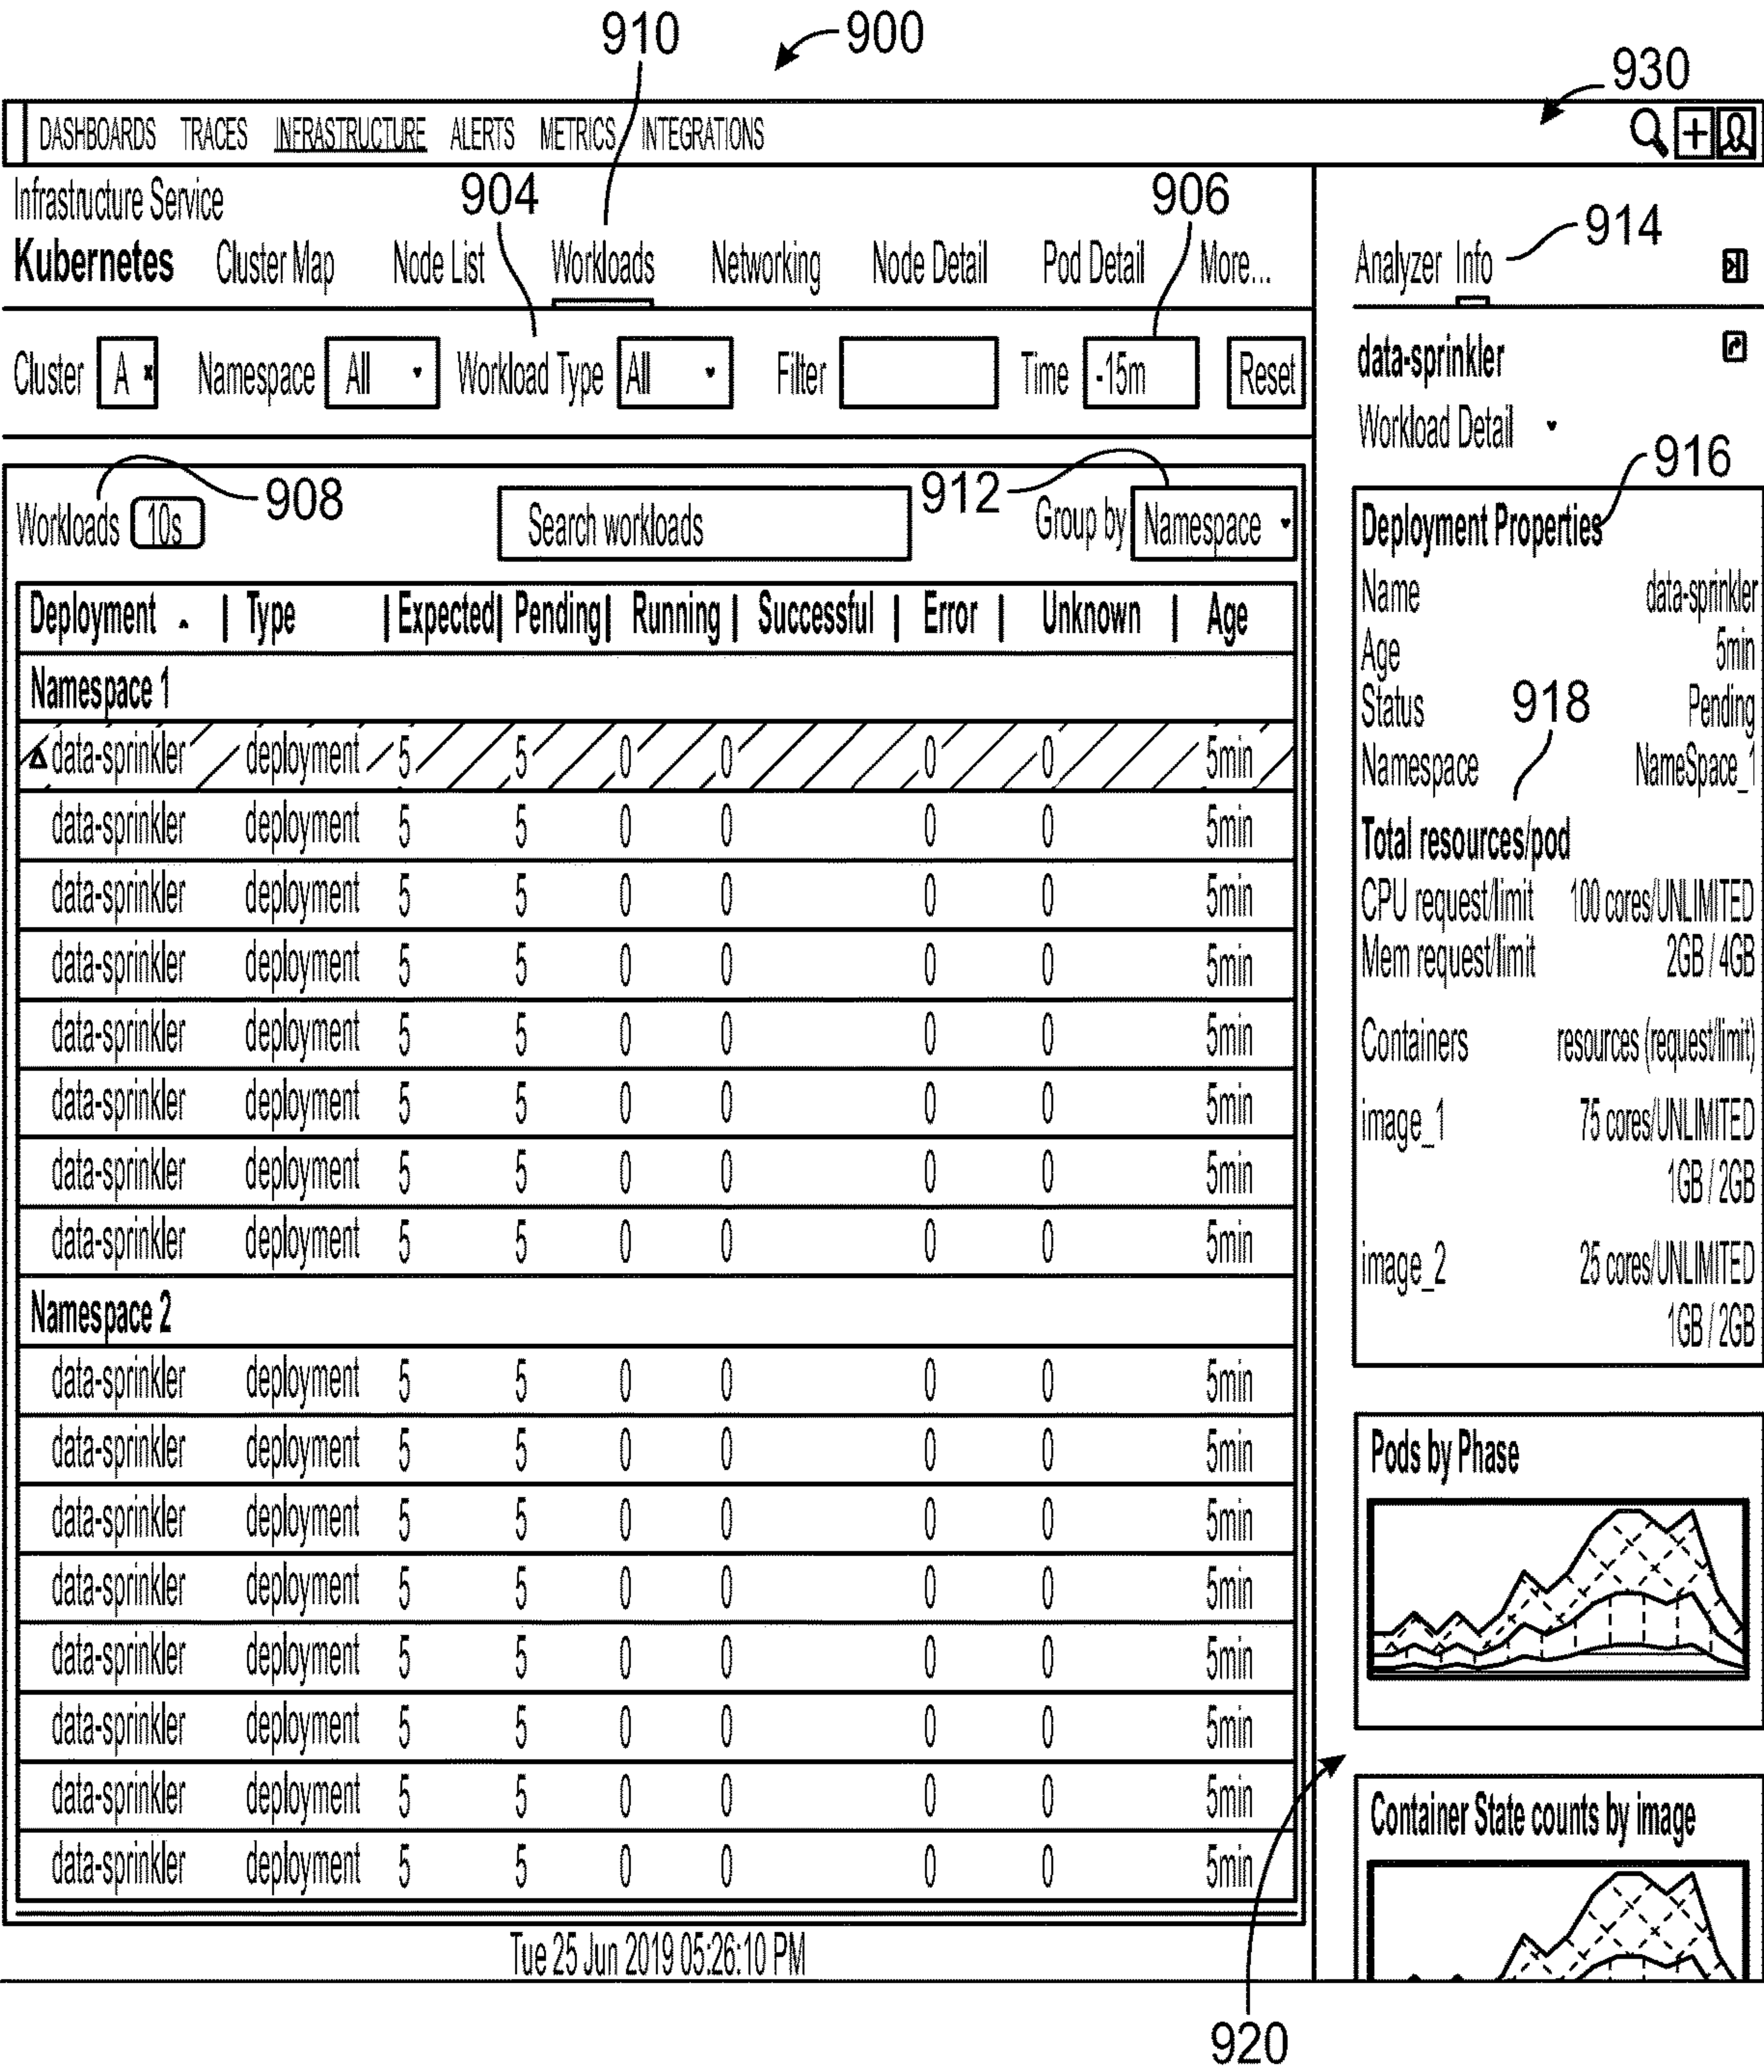 910 900
930
DASHBOARDS TRACES INFRASTRUCTURE ALERTS METRICS INTEGRATIONS
Infrastructure Service 904 906
914
Kubernetes Cluster Map Node List Workloads Networking Node Detail Pod Detail More...
Analyzer Info
Cluster A Namespace All Workload Type All Filter Time -15m Reset
data-sprinkler
Workload Detail
908 912 916
Workloads 10s Search workloads Group by Namespace
Deployment | Type | Expected | Pending | Running | Successful | Error | Unknown | Age
Namespace 1
data-sprinkler deployment 5 5 0 0 0 0 5min
data-sprinkler deployment 5 5 0 0 0 0 5min
data-sprinkler deployment 5 5 0 0 0 0 5min
data-sprinkler deployment 5 5 0 0 0 0 5min
data-sprinkler deployment 5 5 0 0 0 0 5min
data-sprinkler deployment 5 5 0 0 0 0 5min
data-sprinkler deployment 5 5 0 0 0 0 5min
data-sprinkler deployment 5 5 0 0 0 0 5min
Namespace 2
data-sprinkler deployment 5 5 0 0 0 0 5min
data-sprinkler deployment 5 5 0 0 0 0 5min
data-sprinkler deployment 5 5 0 0 0 0 5min
data-sprinkler deployment 5 5 0 0 0 0 5min
data-sprinkler deployment 5 5 0 0 0 0 5min
data-sprinkler deployment 5 5 0 0 0 0 5min
data-sprinkler deployment 5 5 0 0 0 0 5min
data-sprinkler deployment 5 5 0 0 0 0 5min
Tue 25 Jun 2019 05:26:10 PM
Deployment Properties
Name data-sprinkler
Age 5min
Status 918 Pending
Namespace NameSpace_1
Total resources/pod
CPU request/limit 100 cores/UNLIMITED
Mem request/limit 2GB / 4GB
Containers resources (request/limit)
image_1 75 cores/UNLIMITED
1GB / 2GB
image_2 25 cores/UNLIMITED
1GB / 2GB
Pods by Phase
Container State counts by image
920